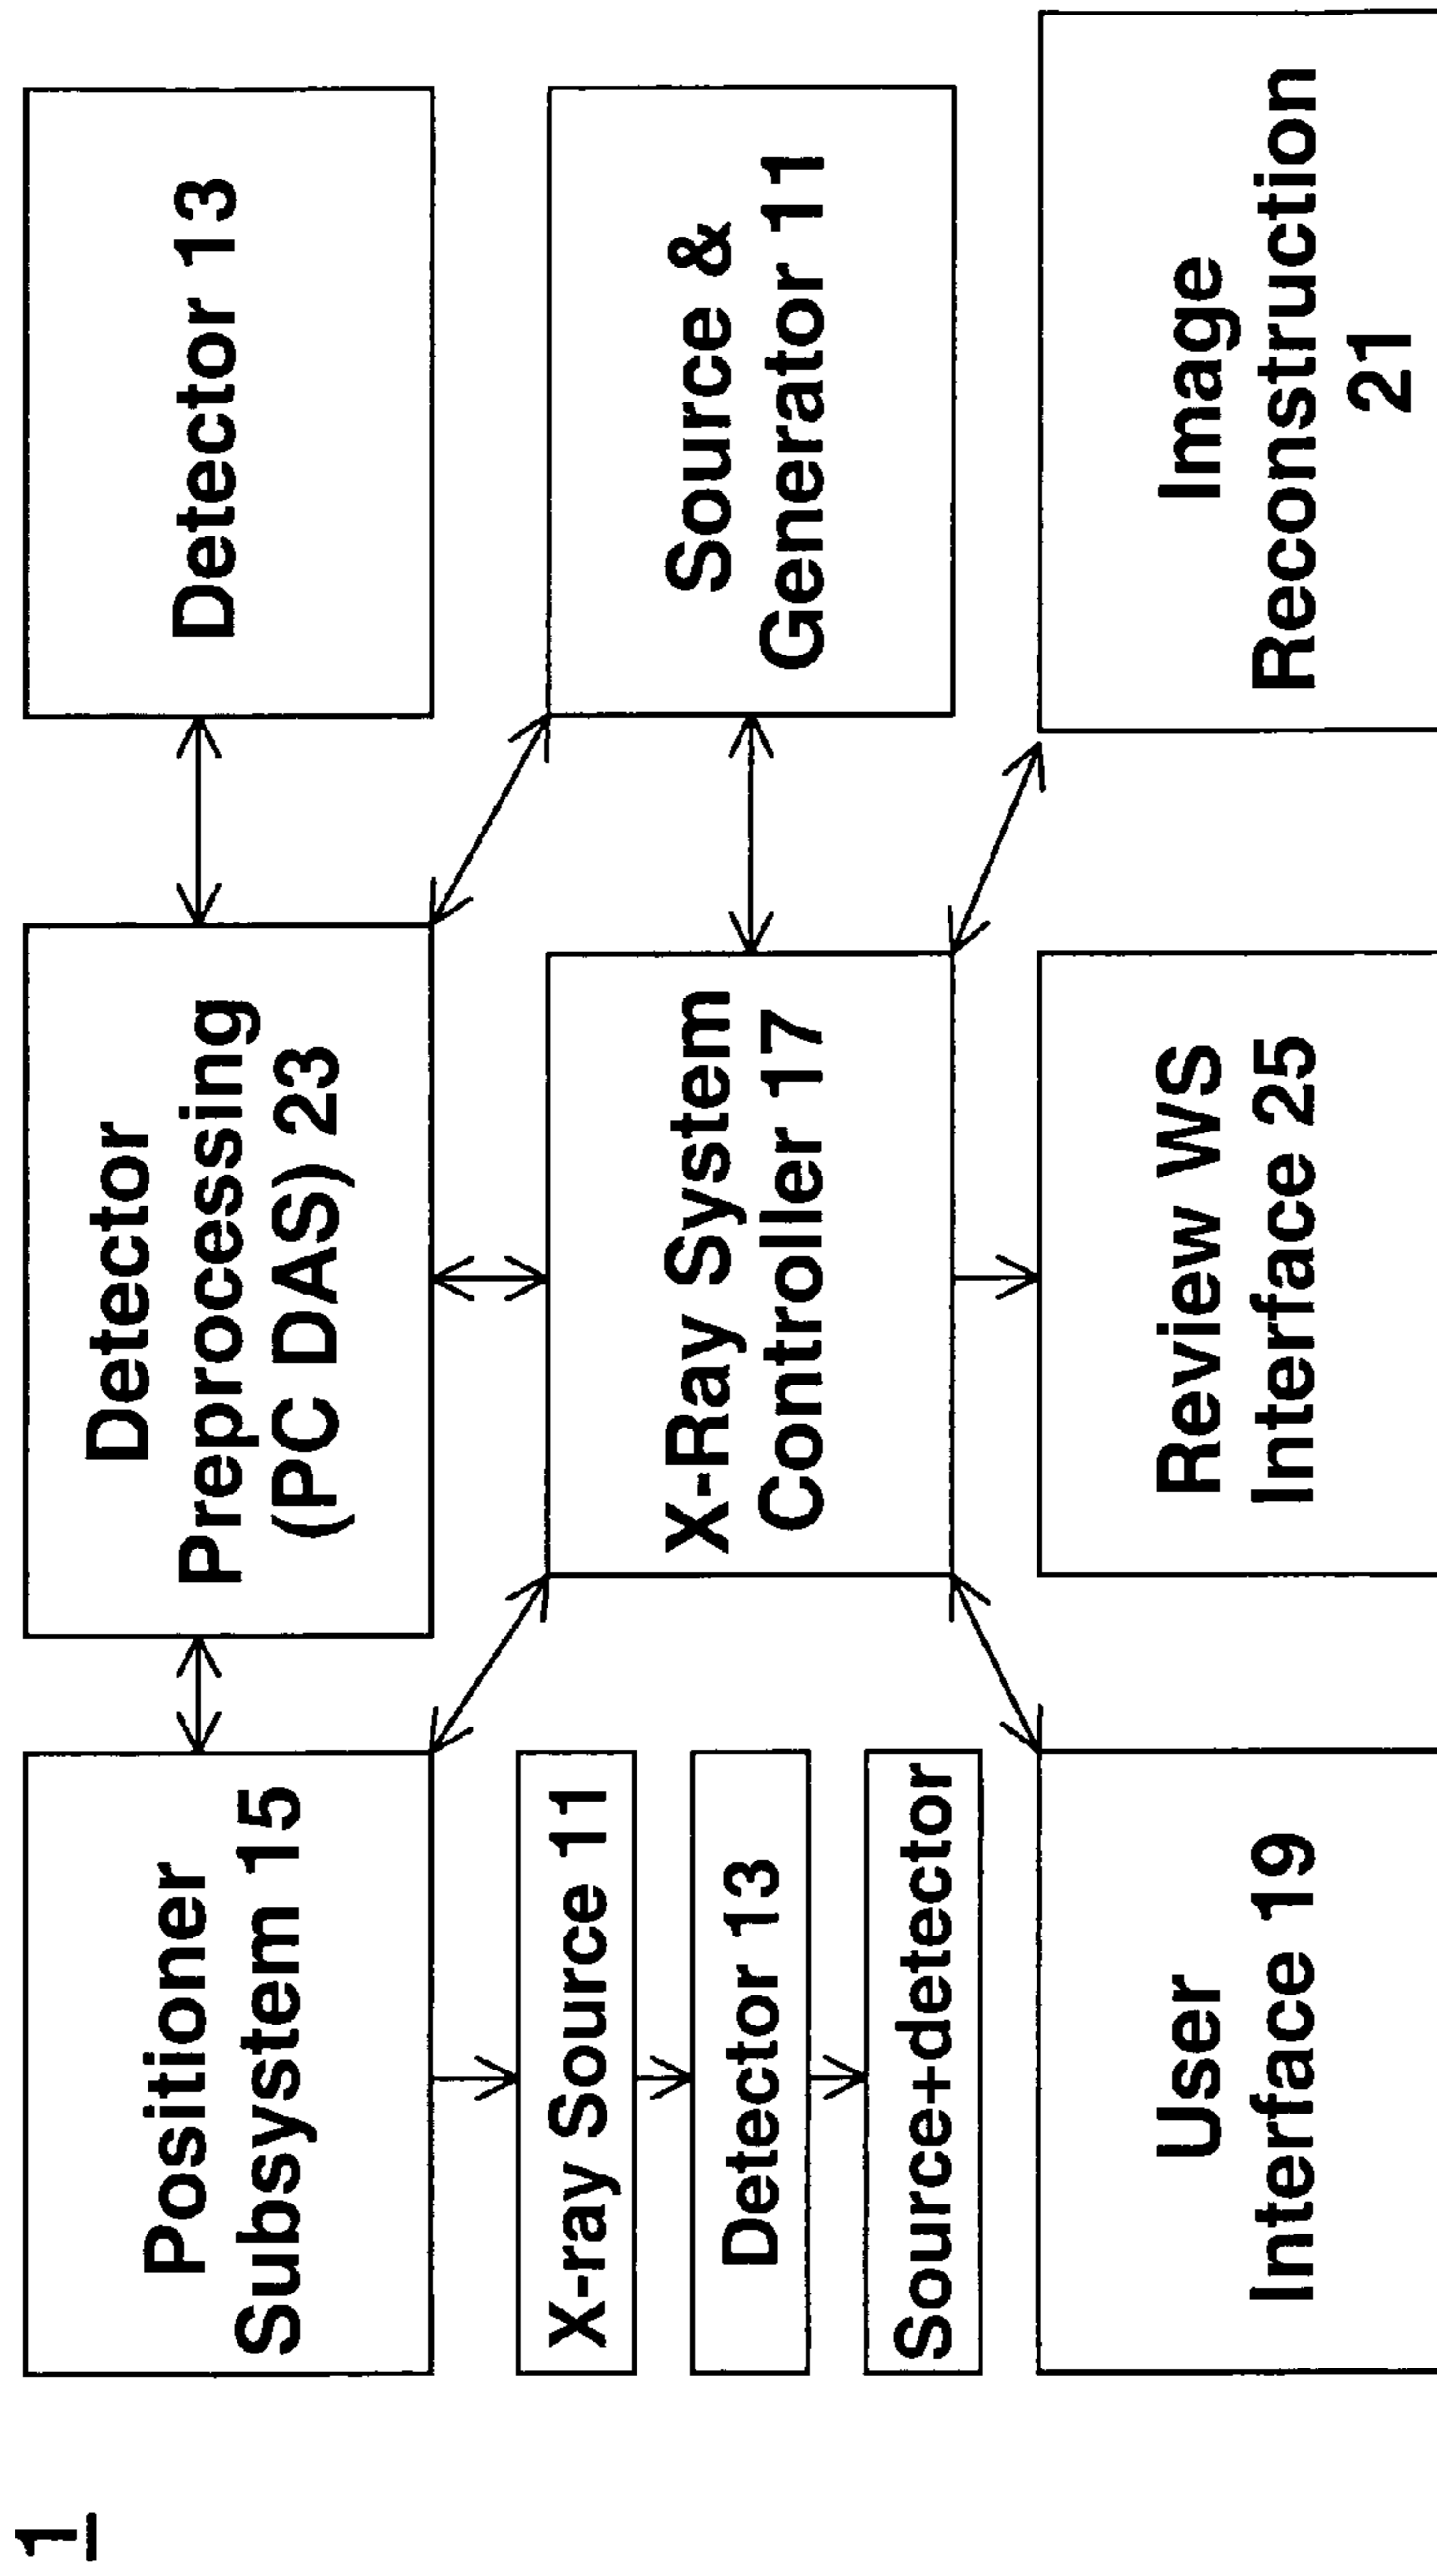 1
Positioner
Subsystem 15
Detector
Preprocessing
(PC DAS) 23
Detector 13
X-ray Source 11
Detector 13
Source+detector
X-Ray System
Controller 17
Source &
Generator 11
User
Interface 19
Review WS
Interface 25
Image
Reconstruction
21